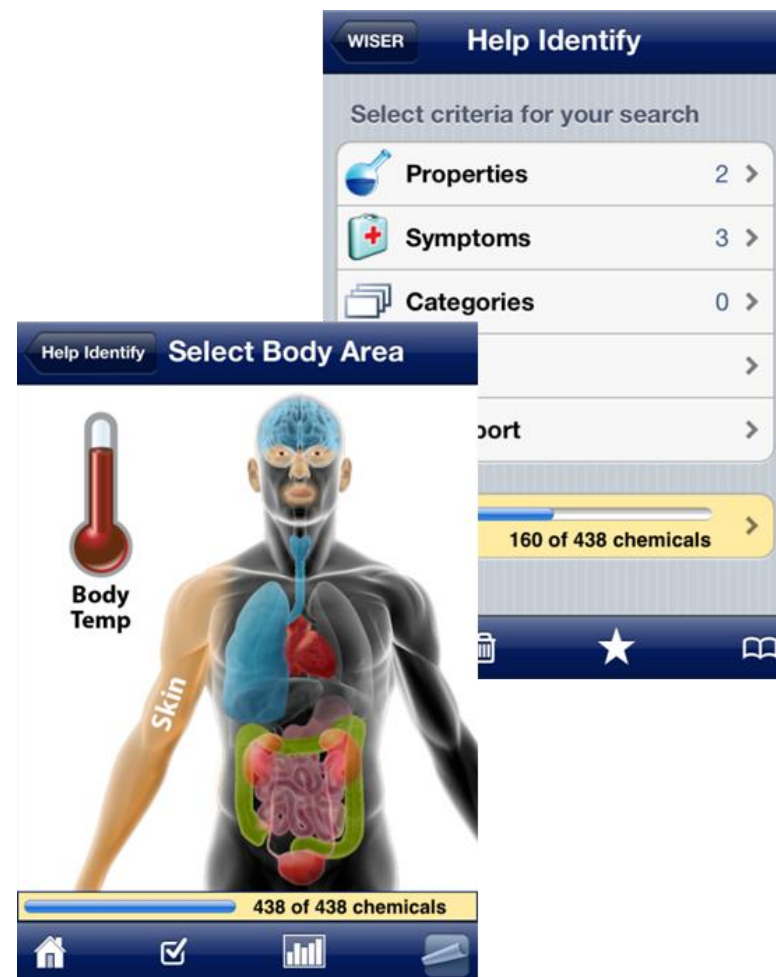 WISER Help Identify
Select criteria for your search
Properties 2
Symptoms 3
Categories 0
port
160 of 438 chemicals
Help Identify Select Body Area
Body
Temp
Skin
438 of 438 chemicals